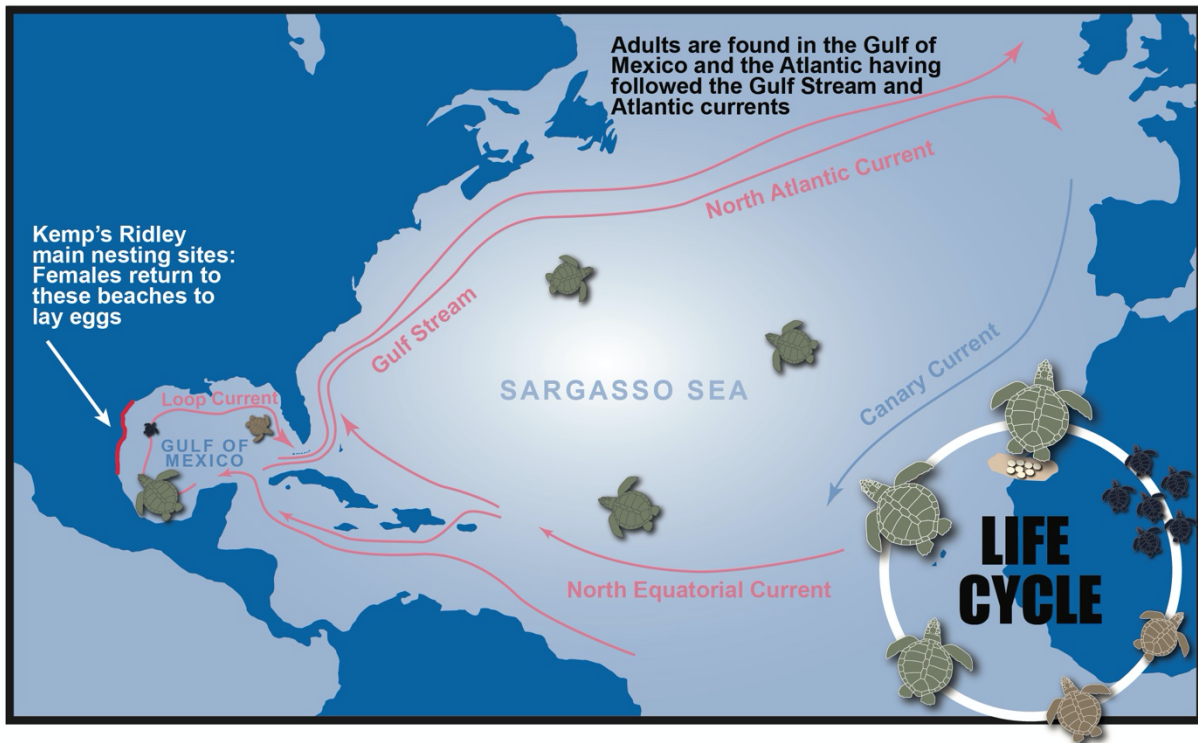 Adults are found in the Gulf of
Mexico and the Atlantic having
followed the Gulf Stream and
Atlantic currents
North Atlantic Current
Kemp's Ridley
main nesting sites:
Females return to
these beaches to
lay eggs
Gulf Stream
Canary Current
SARGASSO SEA
Loop Current
GULF OF
MEXICO
North Equatorial Current
LIFE
CYCLE